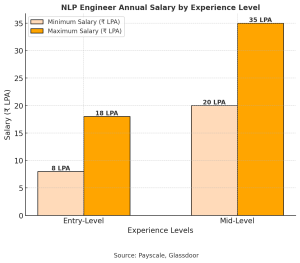 NLP Engineer Annual Salary by Experience Level
Minimum Salary (₹ LPA)
Maximum Salary (₹ LPA)
35
30
25
20
15
10
5
0
Salary (₹ LPA)
8 LPA
18 LPA
20 LPA
35 LPA
Entry-Level
Mid-Level
Experience Levels
Source: Payscale, Glassdoor